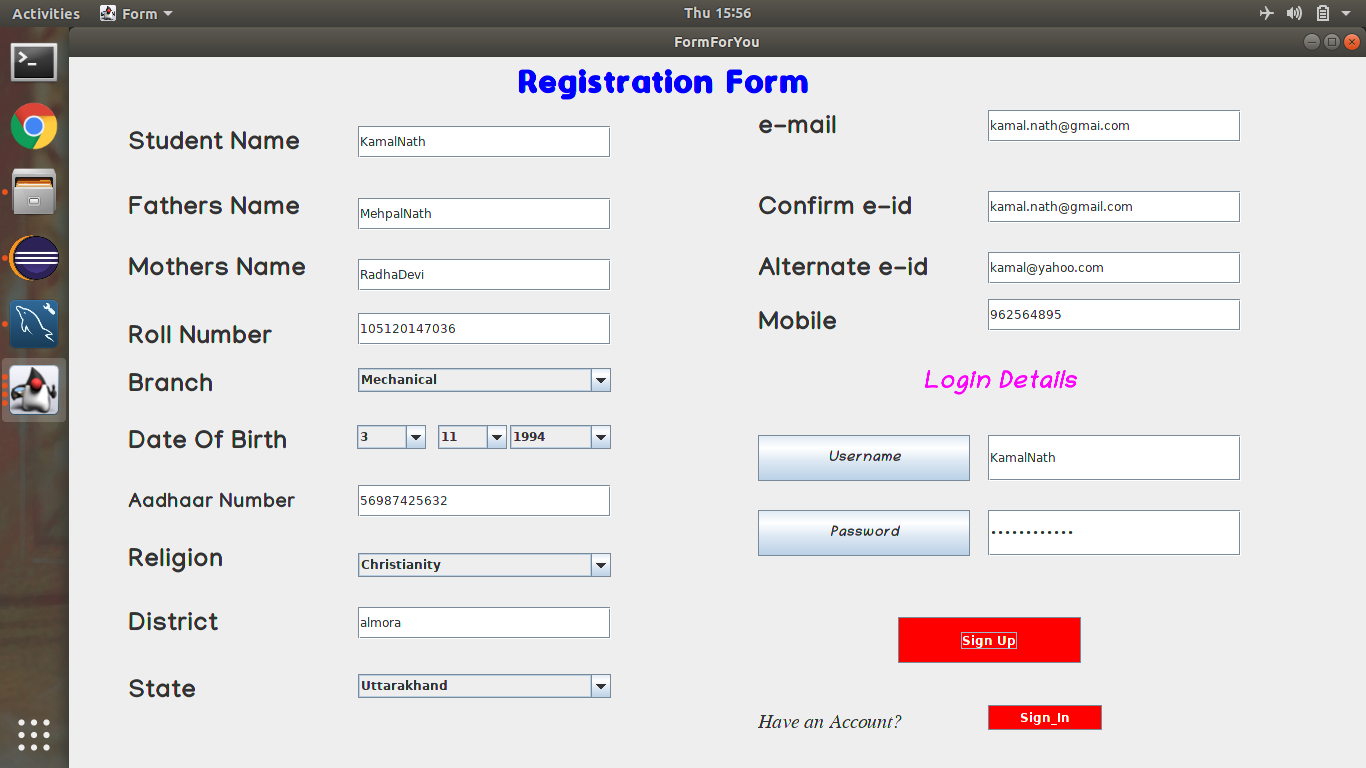 Activities Form Thu 15:56
FormForYou
Registration Form
Student Name KamalNath
Fathers Name MehpalNath
Mothers Name RadhaDevi
Roll Number 105120147036
Branch Mechanical
Date Of Birth 3 11 1994
Aadhaar Number 56987425632
Religion Christianity
District almora
State Uttarakhand
e-mail kamal.nath@gmai.com
Confirm e-id kamal.nath@gmail.com
Alternate e-id kamal@yahoo.com
Mobile 962564895
Login Details
Username KamalNath
Password ••••••••••••
Sign Up
Have an Account? Sign_In